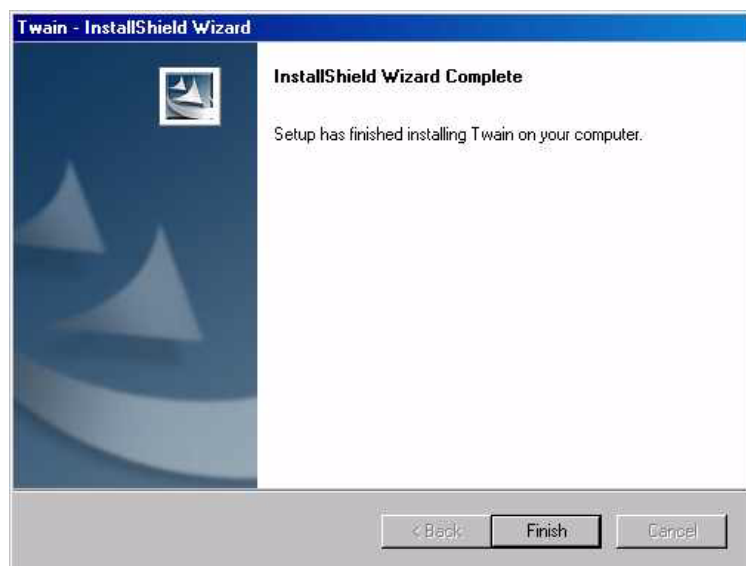 Twain - InstallShield Wizard
InstallShield Wizard Complete
Setup has finished installing Twain on your computer.
< Back Finish Cancel